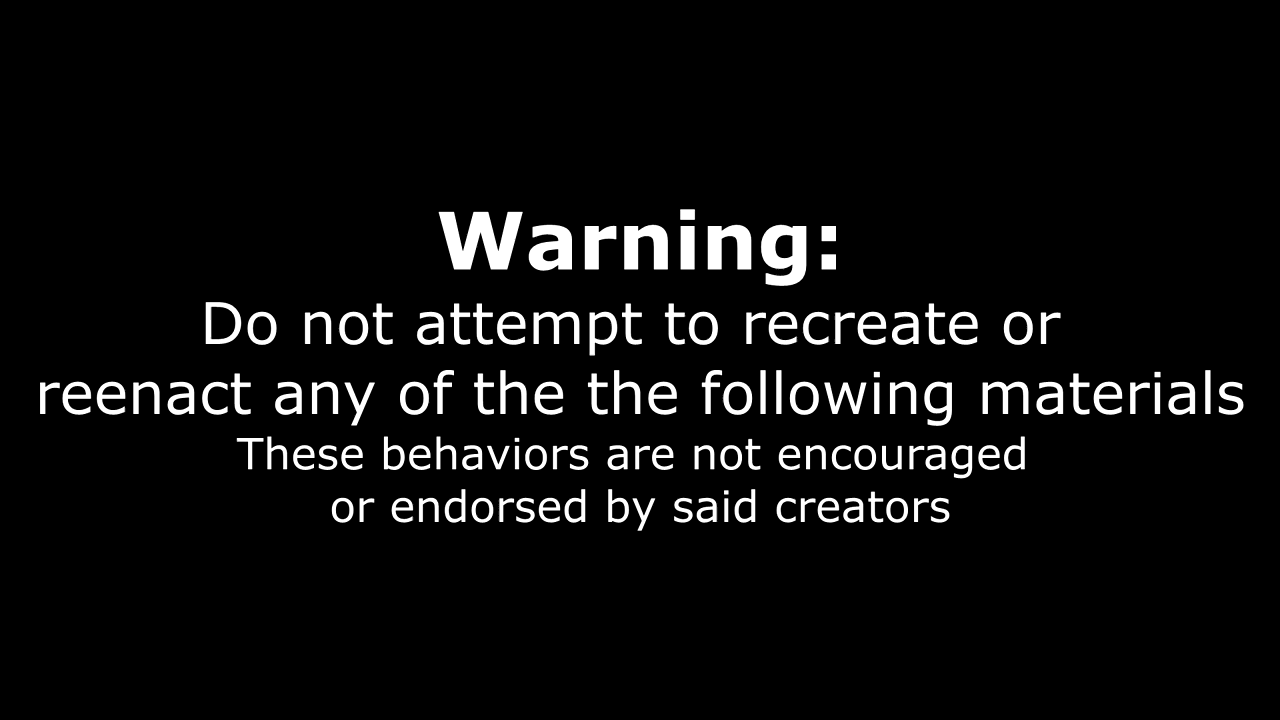 Warning:
Do not attempt to recreate or
reenact any of the the following materials
These behaviors are not encouraged
or endorsed by said creators